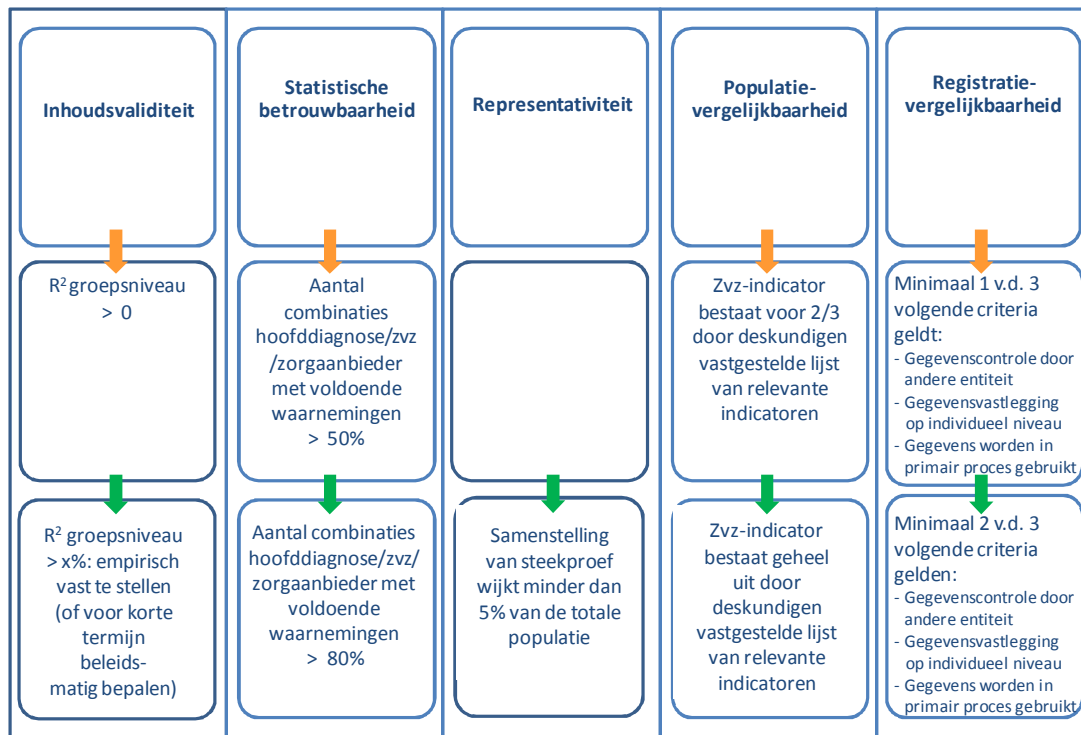 Inhoudsvaliditeit
Statistische
betrouwbaarheid
Representativiteit
Populatie-
vergelijkbaarheid
Registratie-
vergelijkbaarheid
R² groepsniveau
> 0
Aantal
combinaties
hoofddiagnose/zvz
/zorgaanbieder
met voldoende
waarnemingen
> 50%
Zvz-indicator
bestaat voor 2/3
door deskundigen
vastgestelde lijst
van relevante
indicatoren
Minimaal 1 v.d. 3
volgende criteria
geldt:
- Gegevenscontrole door
andere entiteit
- Gegevensvastlegging
op individueel niveau
- Gegevens worden in
primair proces gebruikt
R² groepsniveau
> x%: empirisch
vast te stellen
(of voor korte
termijn
beleids-
matig bepalen)
Aantal combinaties
hoofddiagnose/zvz/
zorgaanbieder met
voldoende
waarnemingen
> 80%
Samenstelling
van steekproef
wijkt minder dan
5% van de totale
populatie
Zvz-indicator
bestaat geheel
uit door
deskundigen
vastgestelde lijst
van relevante
indicatoren
Minimaal 2 v.d. 3
volgende criteria
gelden:
- Gegevenscontrole door
andere entiteit
- Gegevensvastlegging
op individueel niveau
- Gegevens worden in
primair proces gebruikt